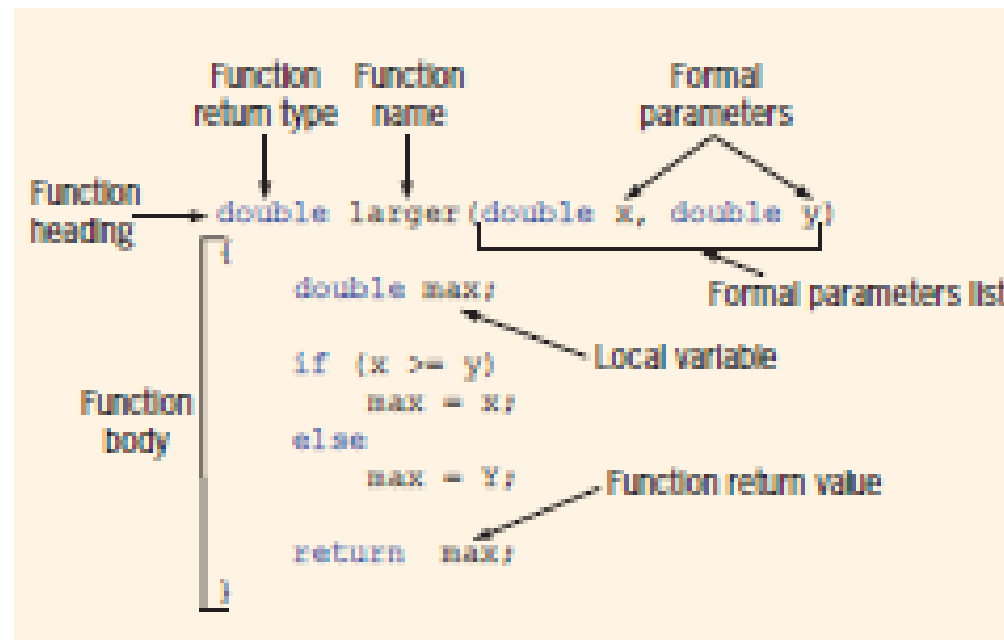 Function Function Formal
return type name parameters
Function
heading
double larger(double x, double y)
{
Formal parameters list
double max;
Local variable
if (x >= y)
max = x;
Function
body
else
max = Y;
Function return value
return max;
}